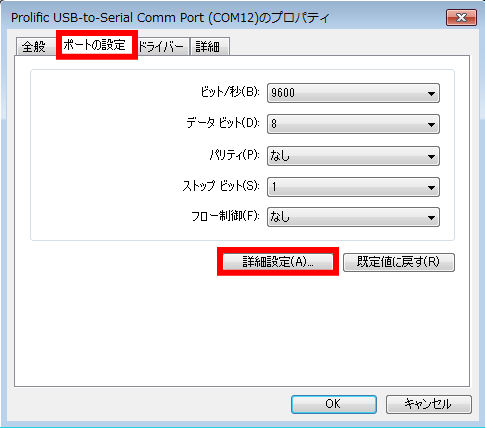 Prolific USB-to-Serial Comm Port (COM12)のプロパティ
全般 ポートの設定 ドライバー 詳細
ビット/秒(B): 9600
データ ビット(D): 8
パリティ(P): なし
ストップ ビット(S): 1
フロー制御(F): なし
詳細設定(A)... 既定値に戻す(R)
OK キャンセル